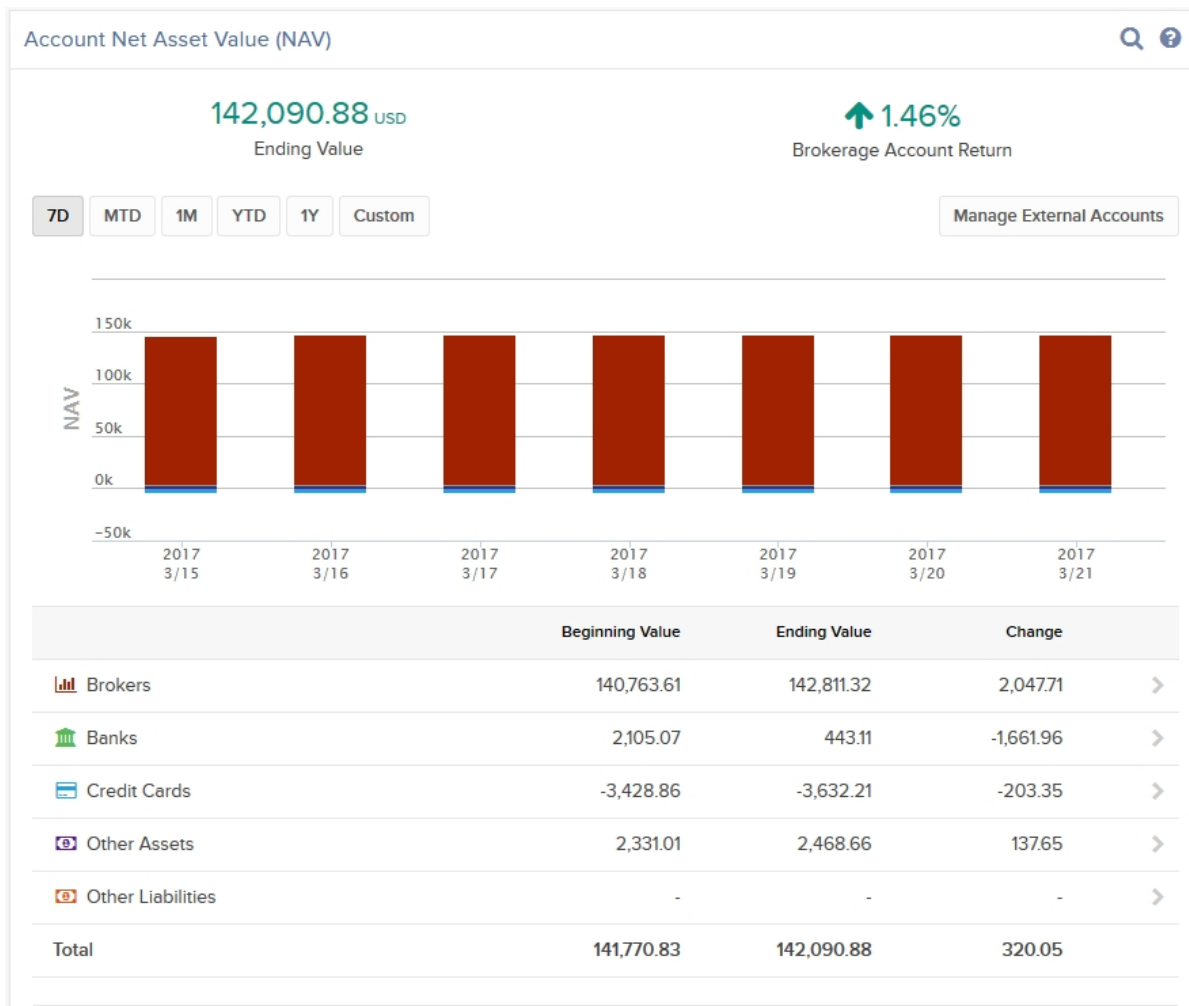 Account Net Asset Value (NAV)
142,090.88 USD
Ending Value
1.46%
Brokerage Account Return
7D MTD 1M YTD 1Y Custom Manage External Accounts
NAV
150k
100k
50k
0k
-50k
2017 2017 2017 2017 2017 2017 2017
3/15 3/16 3/17 3/18 3/19 3/20 3/21
Beginning Value Ending Value Change
Brokers 140,763.61 142,811.32 2,047.71
Banks 2,105.07 443.11 -1,661.96
Credit Cards -3,428.86 -3,632.21 -203.35
Other Assets 2,331.01 2,468.66 137.65
Other Liabilities - - -
Total 141,770.83 142,090.88 320.05